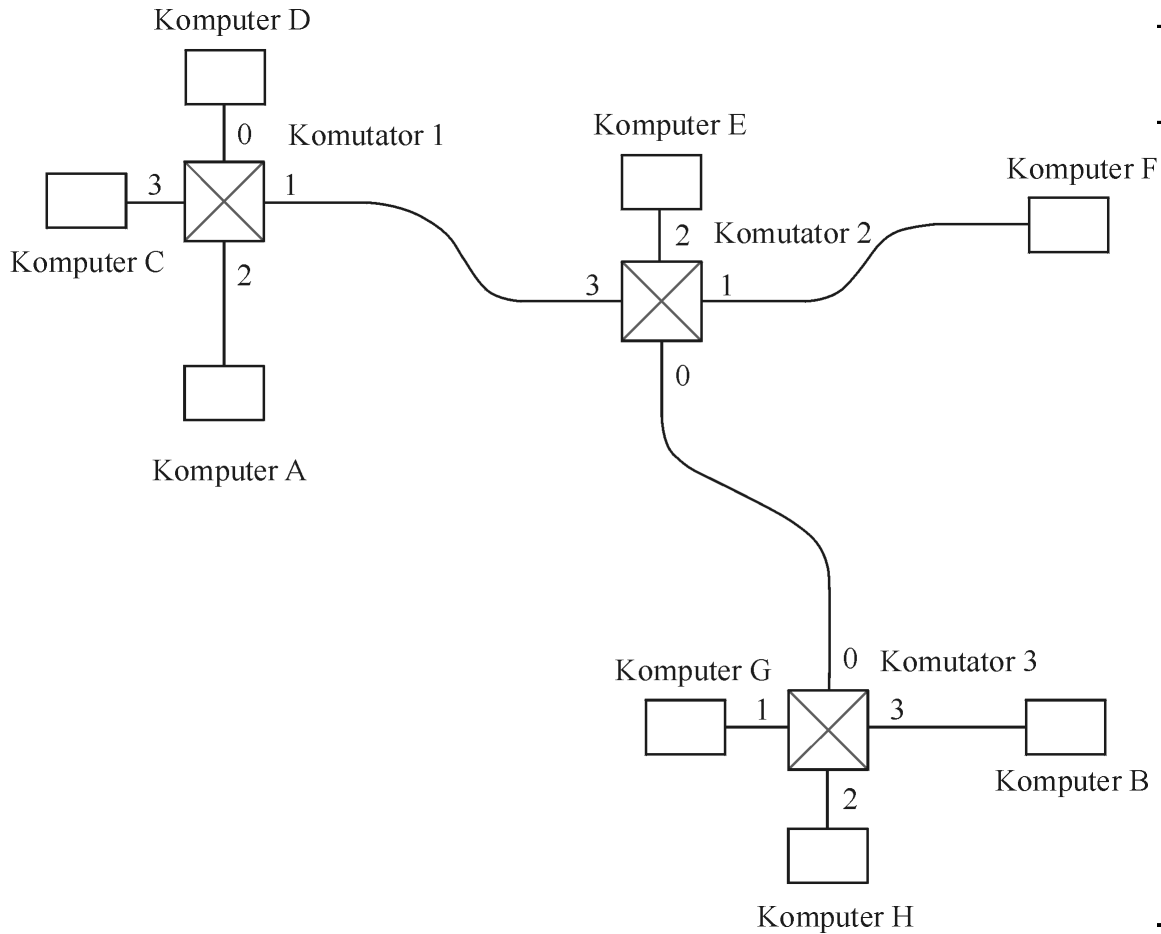 Komputer D
0
Komutator 1
3
1
Komputer C
2
Komputer A
Komputer E
2
Komutator 2
3
1
0
Komputer F
0
Komutator 3
Komputer G
1
3
2
Komputer B
Komputer H